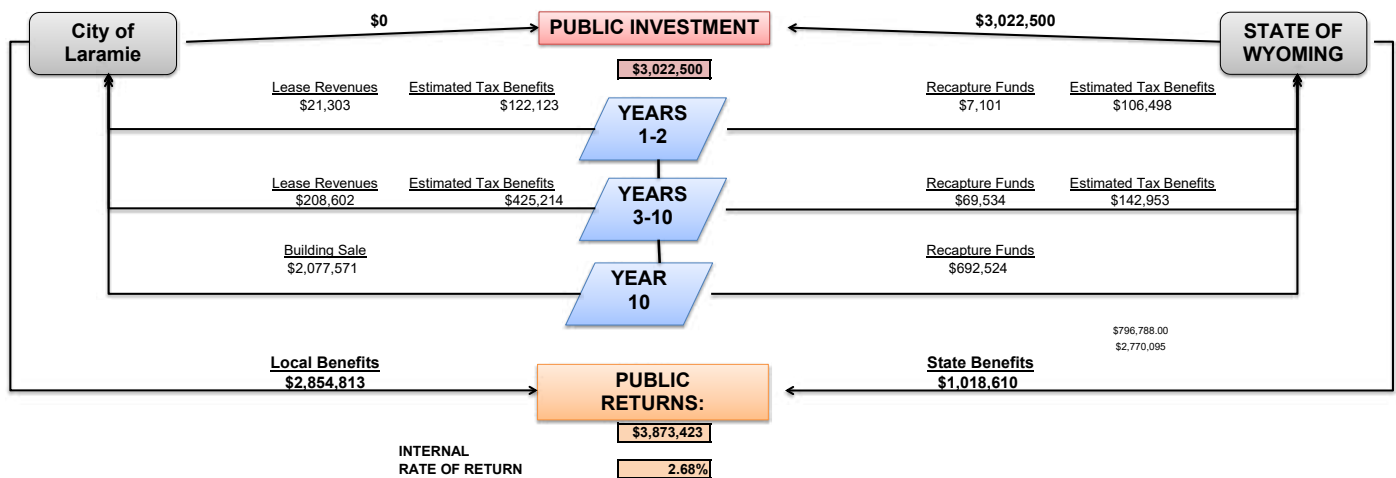 $0
PUBLIC INVESTMENT
$3,022,500
City of
Laramie
STATE OF
WYOMING
$3,022,500
Lease Revenues
Estimated Tax Benefits
$21,303
$122,123
YEARS
1-2
Recapture Funds
Estimated Tax Benefits
$7,101
$106,498
Lease Revenues
Estimated Tax Benefits
$208,602
$425,214
YEARS
3-10
Recapture Funds
Estimated Tax Benefits
$69,534
$142,953
Building Sale
$2,077,571
YEAR
10
Recapture Funds
$692,524
$796,788.00
$2,770,095
Local Benefits
$2,854,813
PUBLIC
RETURNS:
State Benefits
$1,018,610
$3,873,423
INTERNAL
RATE OF RETURN
2.68%